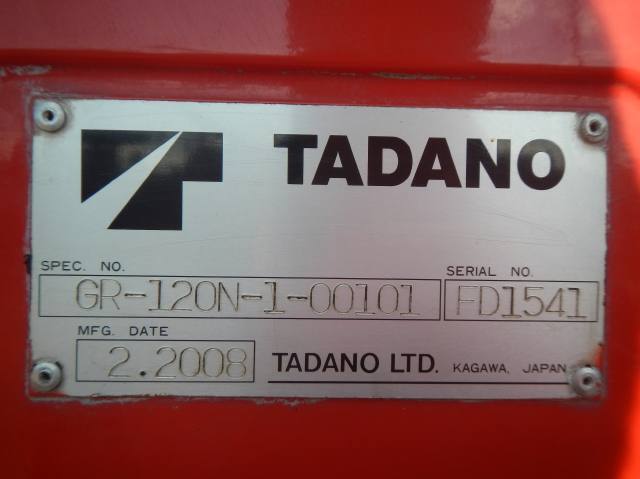 TADANO
SPEC. NO.
GR-120N-1-00101
SERIAL NO.
FD1541
MFG. DATE
2.2008
TADANO LTD. KAGAWA, JAPAN